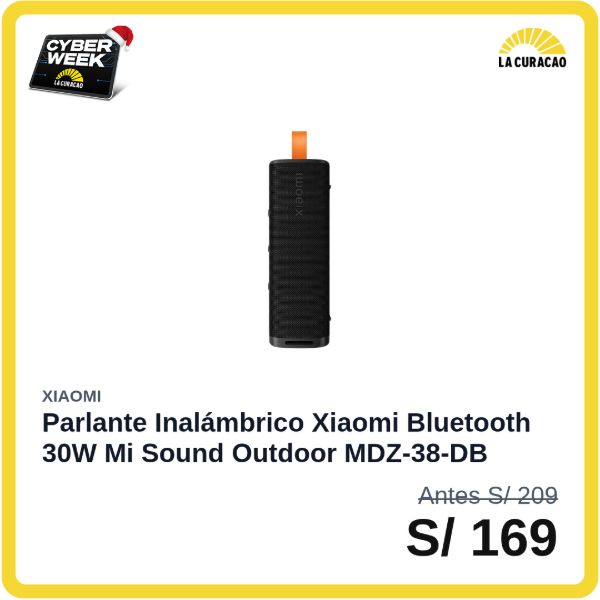 CYBER
WEEK
LA CURACAO
LA CURACAO
xiaomi
XIAOMI
Parlante Inalámbrico Xiaomi Bluetooth
30W Mi Sound Outdoor MDZ-38-DB
Antes S/ 209
S/ 169